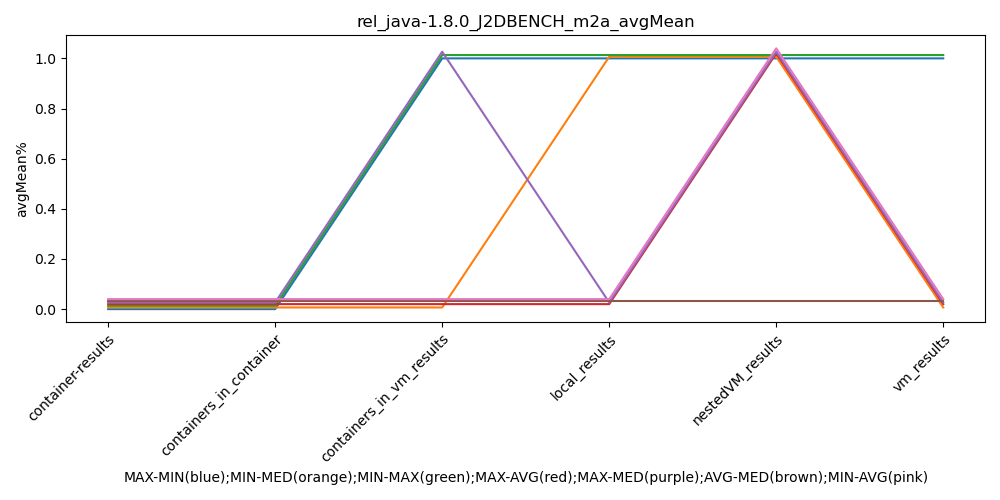 rel_java-1.8.0_J2DBENCH_m2a_avgMean
avgMean%
1.0
0.8
0.6
0.4
0.2
0.0
container-results
containers_in_container
containers_in_vm_results
local_results
nestedVM_results
vm_results
MAX-MIN(blue);MIN-MED(orange);MIN-MAX(green);MAX-AVG(red);MAX-MED(purple);AVG-MED(brown);MIN-AVG(pink)